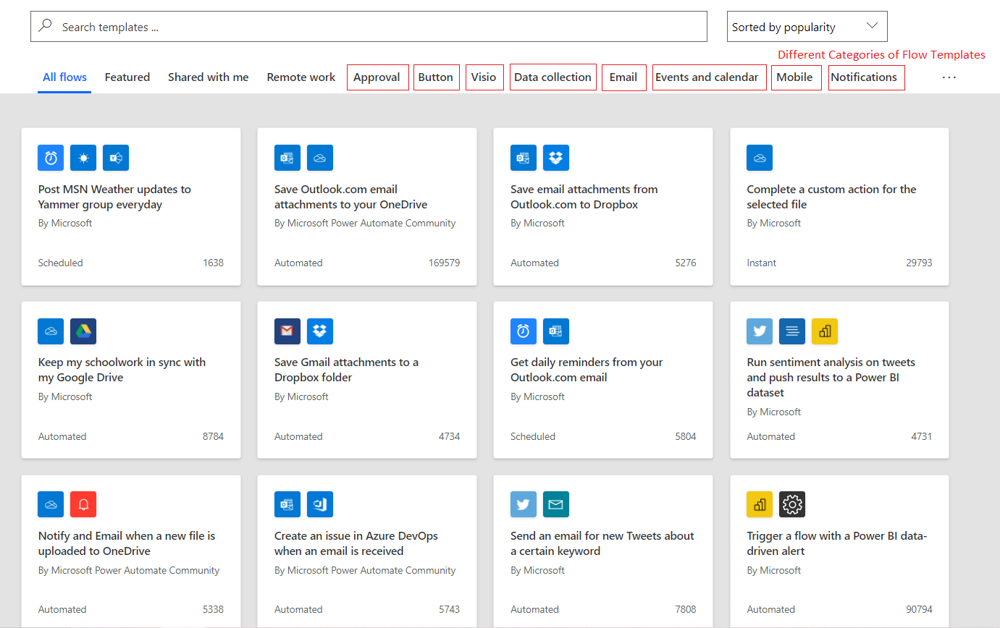 Search templates ...
Sorted by popularity
Different Categories of Flow Templates
All flows Featured Shared with me Remote work Approval Button Visio Data collection Email Events and calendar Mobile Notifications ...
Post MSN Weather updates to
Yammer group everyday
By Microsoft
Scheduled 1638
Save Outlook.com email
attachments to your OneDrive
By Microsoft Power Automate Community
Automated 169579
Save email attachments from
Outlook.com to Dropbox
By Microsoft
Automated 5276
Complete a custom action for the
selected file
By Microsoft
Instant 29793
Keep my schoolwork in sync with
my Google Drive
By Microsoft
Automated 8784
Save Gmail attachments to a
Dropbox folder
By Microsoft
Automated 4734
Get daily reminders from your
Outlook.com email
By Microsoft
Scheduled 5804
Run sentiment analysis on tweets
and push results to a Power BI
dataset
By Microsoft
Automated 4731
Notify and Email when a new file is
uploaded to OneDrive
By Microsoft Power Automate Community
Automated 5338
Create an issue in Azure DevOps
when an email is received
By Microsoft Power Automate Community
Automated 5743
Send an email for new Tweets about
a certain keyword
By Microsoft
Automated 7808
Trigger a flow with a Power BI data-
driven alert
By Microsoft
Automated 90794